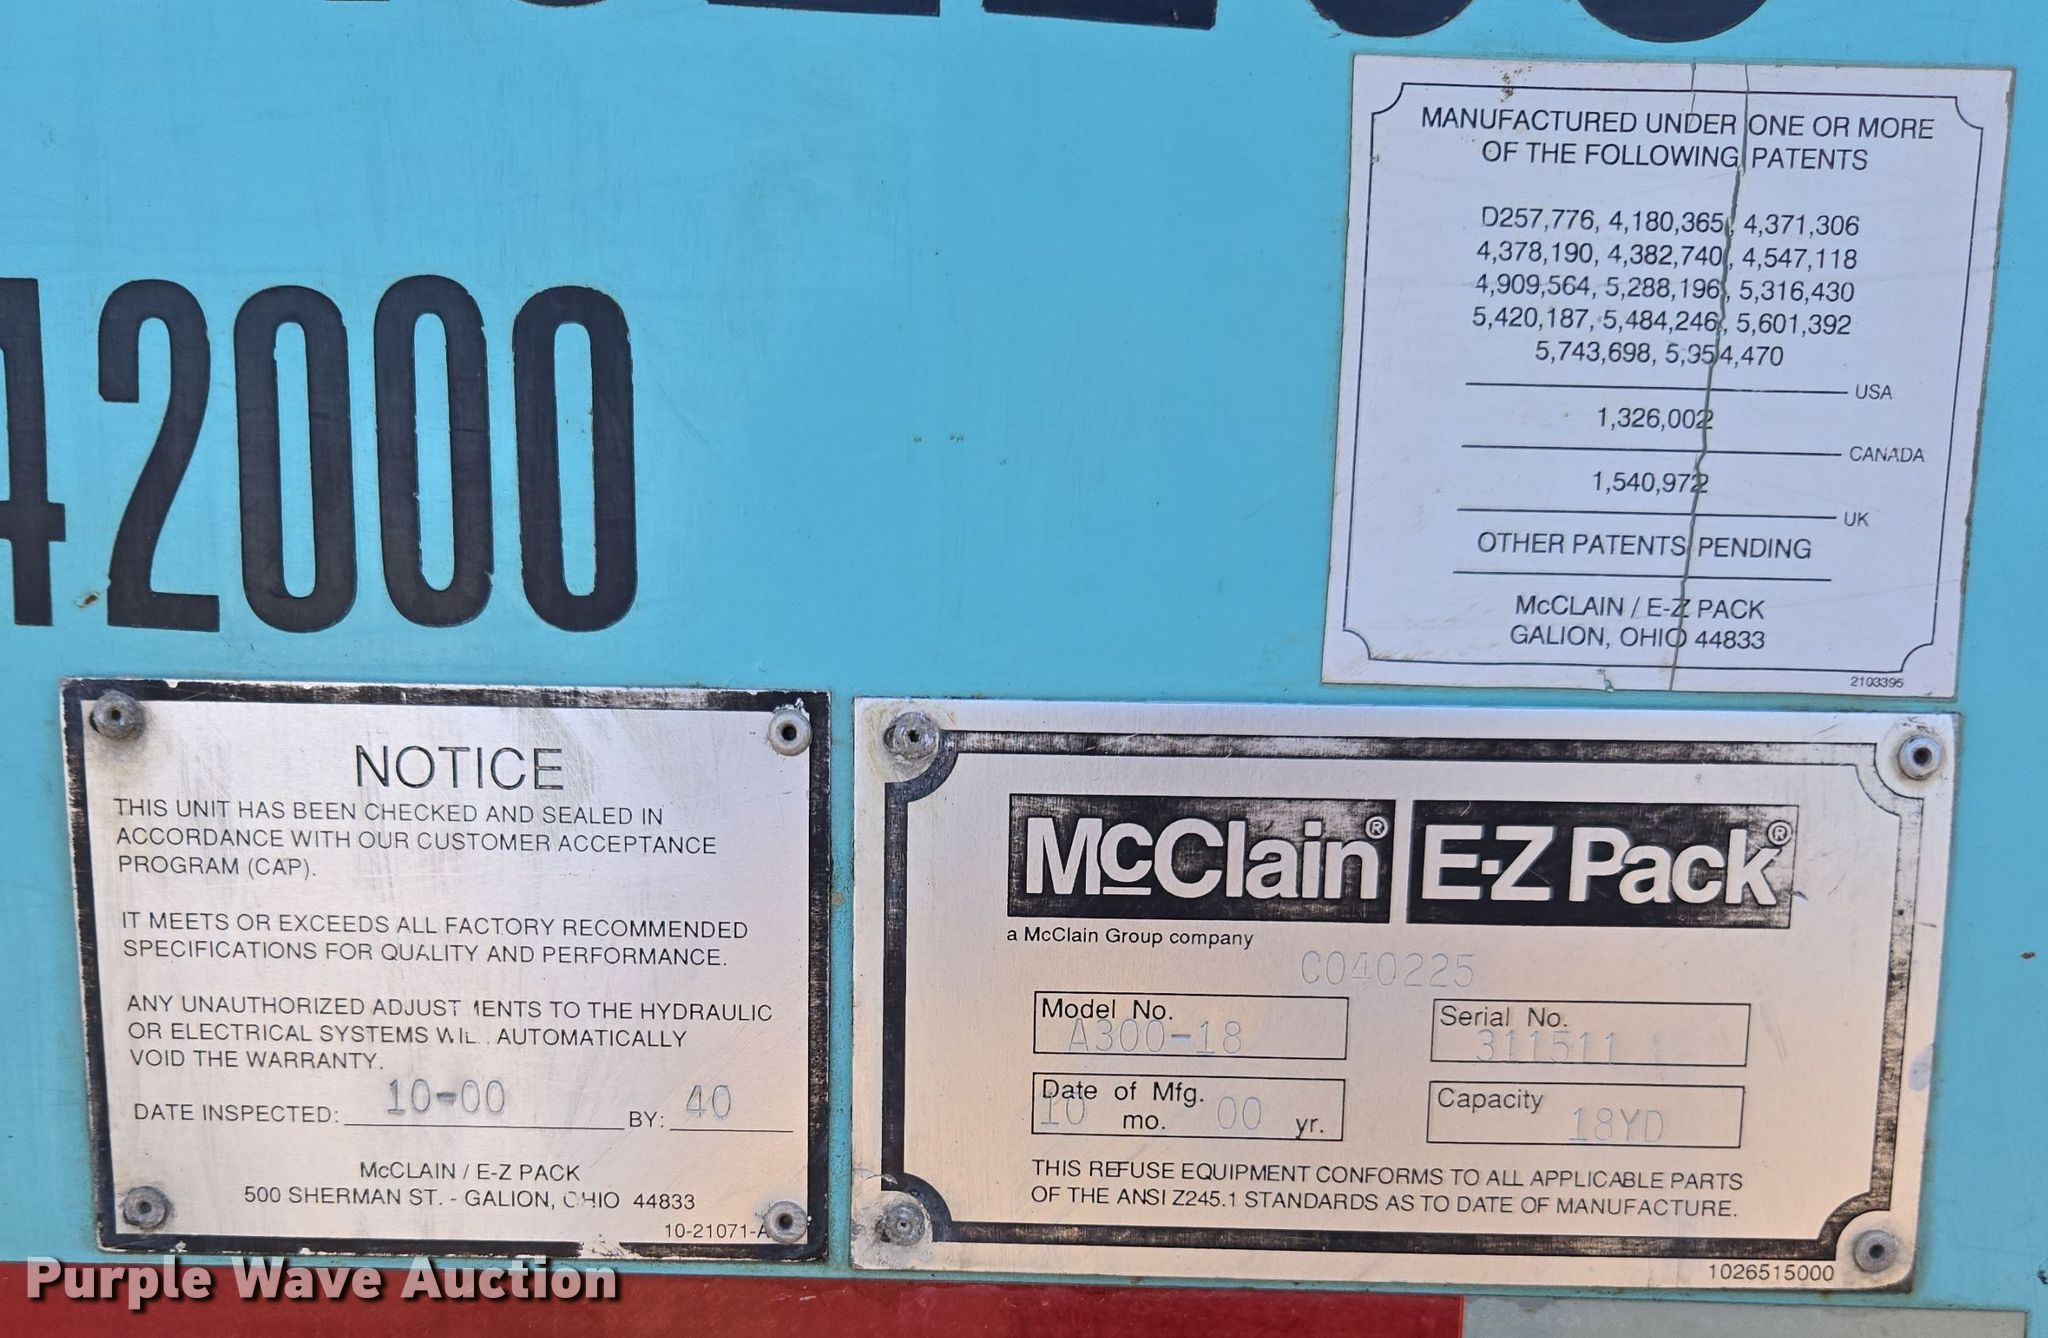 42000
MANUFACTURED UNDER ONE OR MORE
OF THE FOLLOWING PATENTS
D257,776, 4,180,365, 4,371,306
4,378,190, 4,382,740, 4,547,118
4,909,564, 5,288,196, 5,316,430
5,420,187, 5,484,246, 5,601,392
5,743,698, 5,954,470
USA
1,326,002
CANADA
1,540,972
UK
OTHER PATENTS PENDING
McCLAIN / E-Z PACK
GALION, OHIO 44833
2103395
NOTICE
THIS UNIT HAS BEEN CHECKED AND SEALED IN
ACCORDANCE WITH OUR CUSTOMER ACCEPTANCE
PROGRAM (CAP).
IT MEETS OR EXCEEDS ALL FACTORY RECOMMENDED
SPECIFICATIONS FOR QUALITY AND PERFORMANCE.
ANY UNAUTHORIZED ADJUSTMENTS TO THE HYDRAULIC
OR ELECTRICAL SYSTEMS WILL AUTOMATICALLY
VOID THE WARRANTY.
DATE INSPECTED: 10-00 BY: 40
McCLAIN / E-Z PACK
500 SHERMAN ST. - GALION, OHIO 44833
10-21071-A
McClain® E-Z Pack®
a McClain Group company
C040225
Model No. Serial No.
A300-18 311511
Date of Mfg. Capacity
10 mo. 00 yr. 18YD
THIS REFUSE EQUIPMENT CONFORMS TO ALL APPLICABLE PARTS
OF THE ANSI Z245.1 STANDARDS AS TO DATE OF MANUFACTURE.
1026515000
Purple Wave Auction